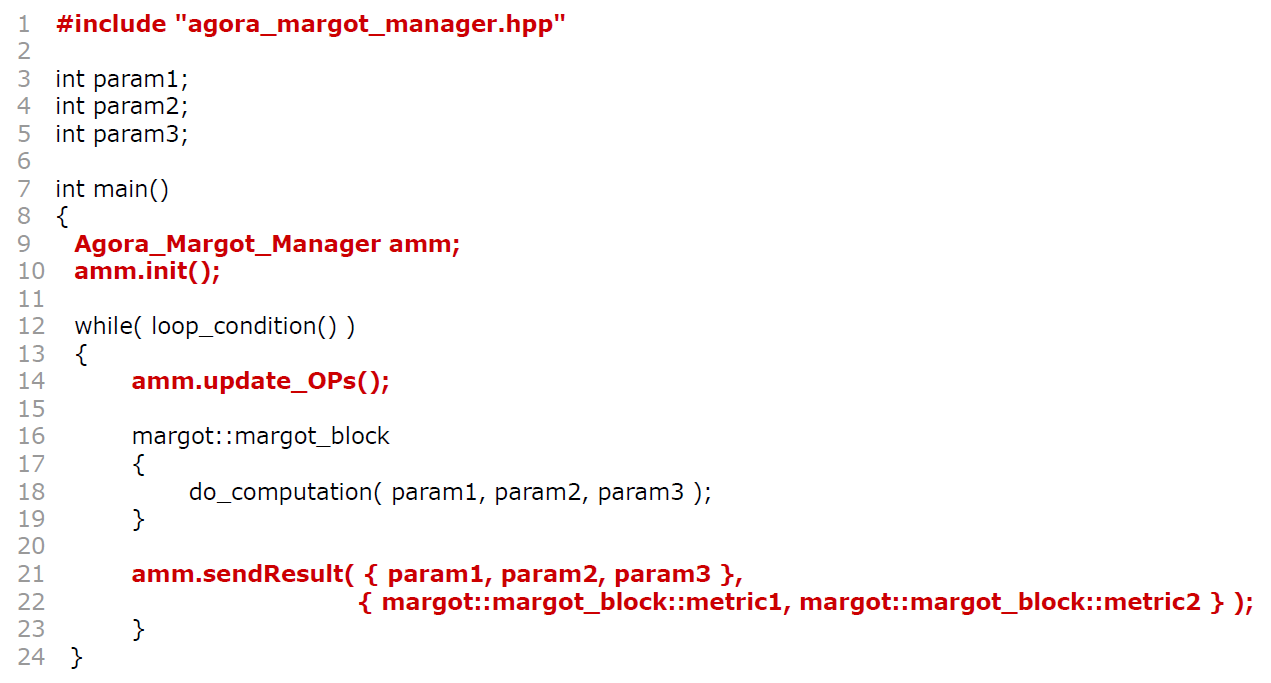 1 #include "agora_margot_manager.hpp"
2
3 int param1;
4 int param2;
5 int param3;
6
7 int main()
8 {
9 Agora_Margot_Manager amm;
10 amm.init();
11
12 while( loop_condition() )
13 {
14 amm.update_OPs();
15
16 margot::margot_block
17 {
18 do_computation( param1, param2, param3 );
19 }
20
21 amm.sendResult( { param1, param2, param3 },
22 { margot::margot_block::metric1, margot::margot_block::metric2 } );
23 }
24 }